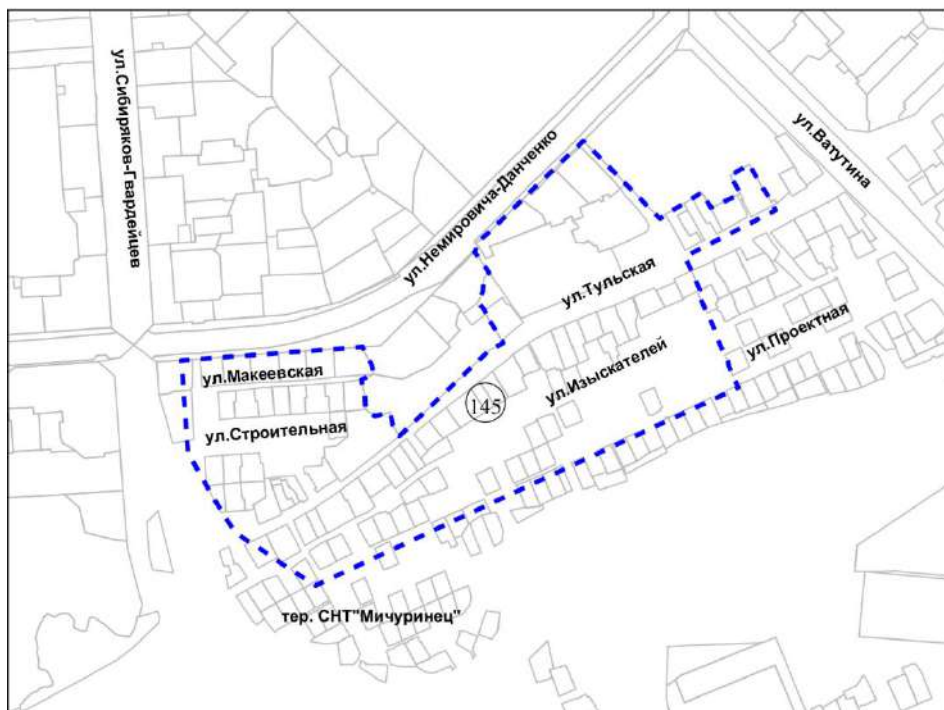 ул.Сибиряков-Гвардейцев
ул.Немировича-Данченко
ул.Ватутина
ул.Тульская
ул.Проектная
ул.Изыскателей
ул.Макеевская
145
ул.Строительная
тер. СНТ"Мичуринец"